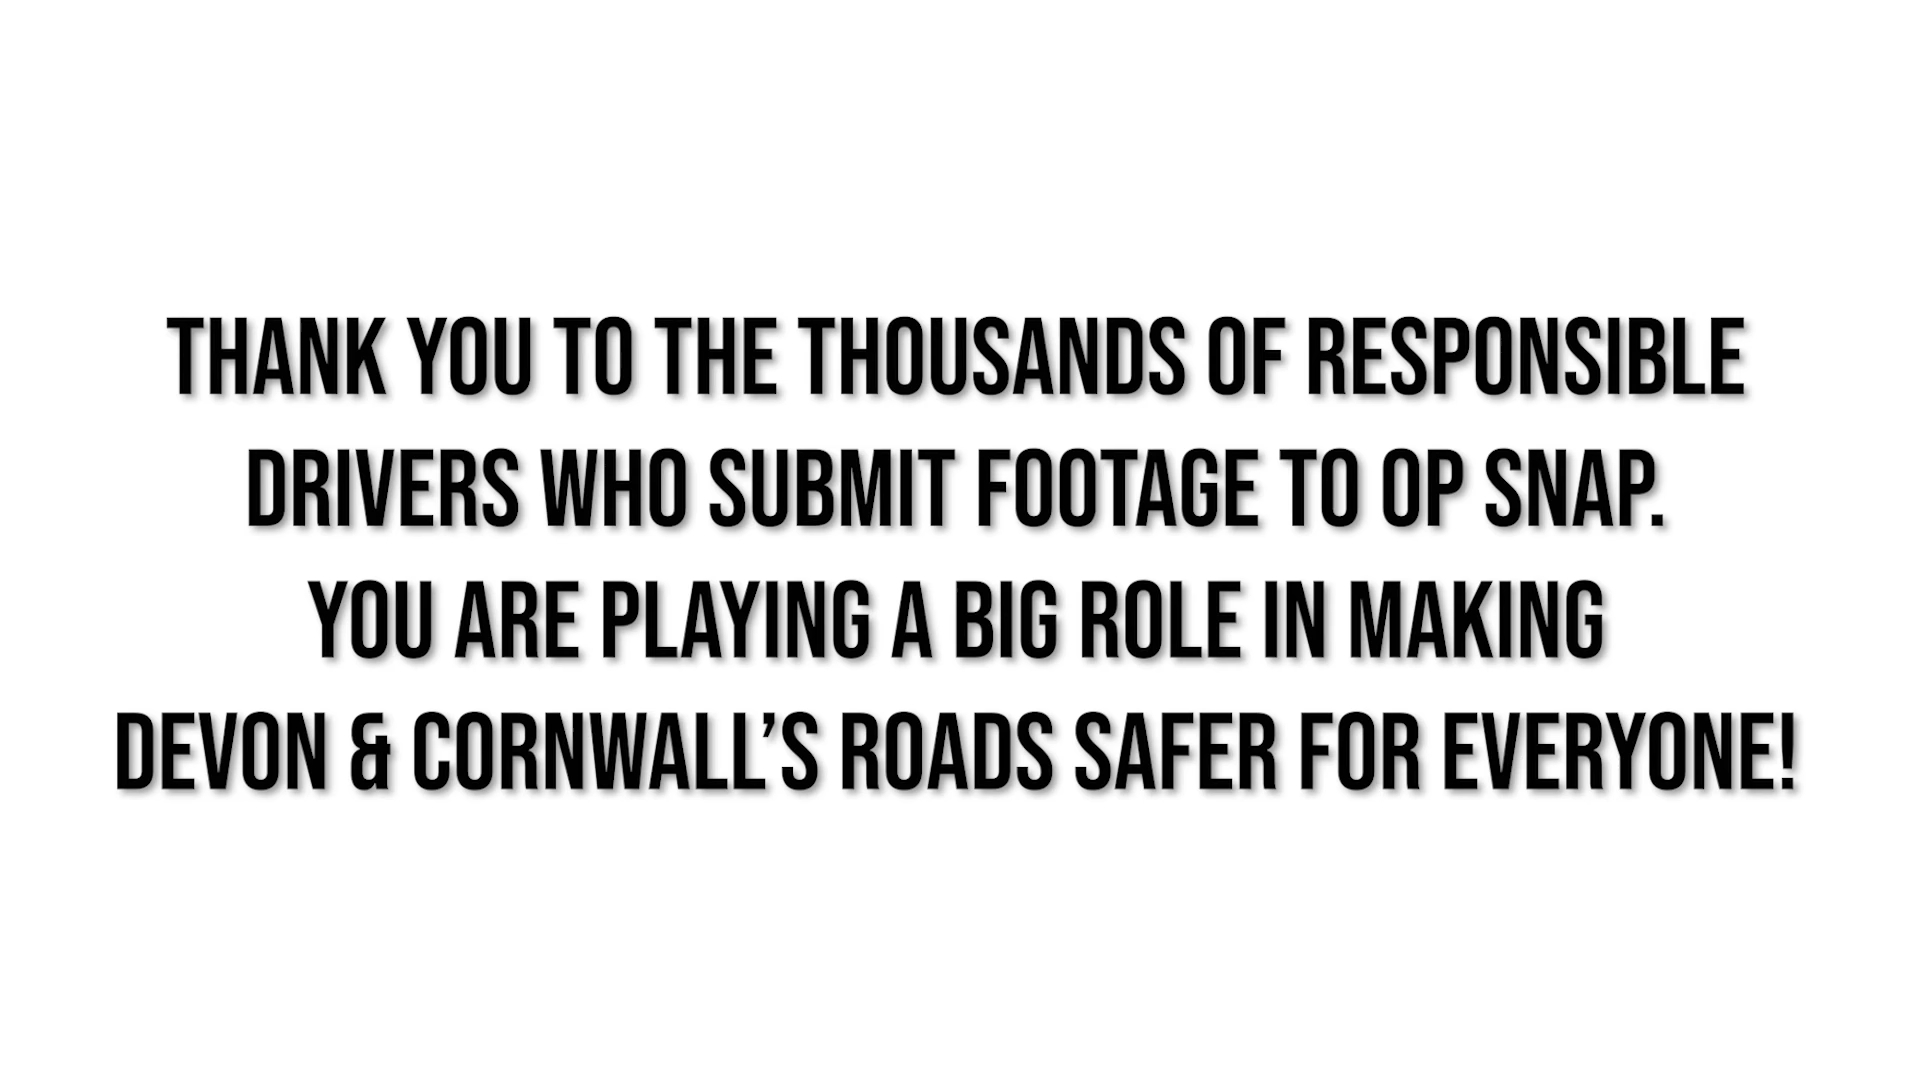 THANK YOU TO THE THOUSANDS OF RESPONSIBLE
DRIVERS WHO SUBMIT FOOTAGE TO OP SNAP.
YOU ARE PLAYING A BIG ROLE IN MAKING
DEVON & CORNWALL’S ROADS SAFER FOR EVERYONE!